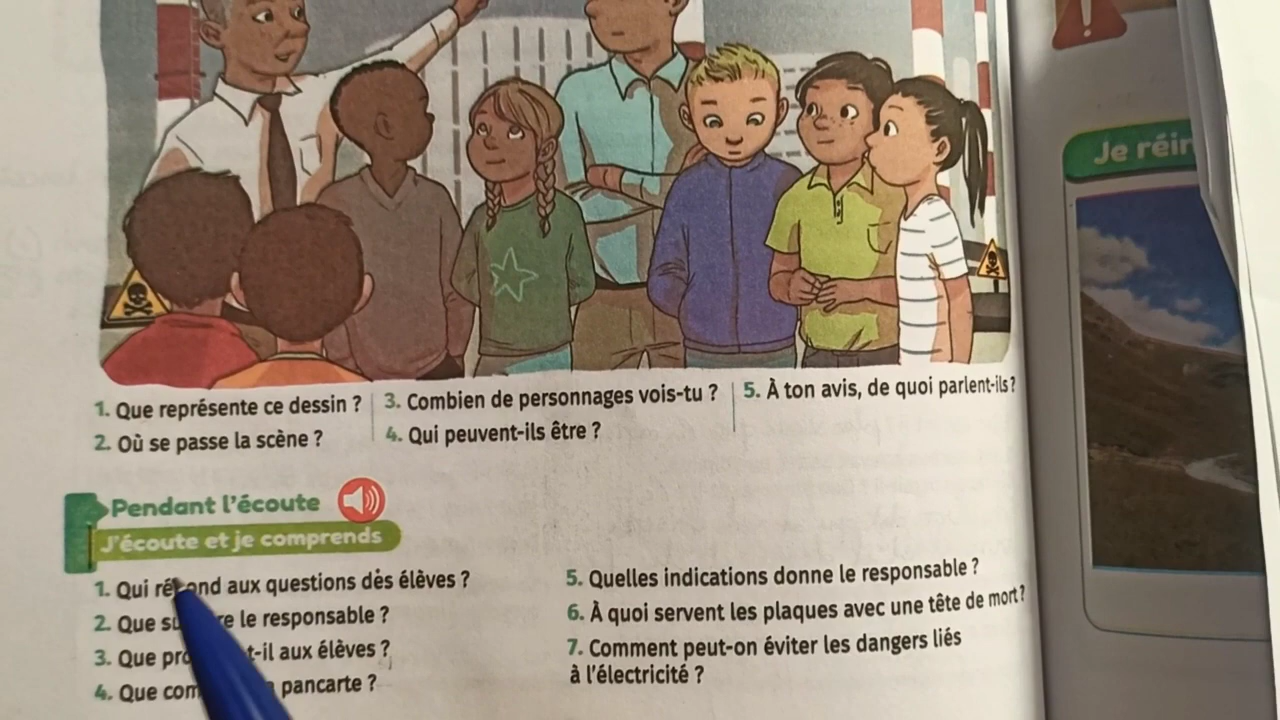 1. Que représente ce dessin ?
2. Où se passe la scène ?
3. Combien de personnages vois-tu ?
4. Qui peuvent-ils être ?
5. À ton avis, de quoi parlent-ils ?
Pendant l'écoute
J'écoute et je comprends
1. Qui aux questions des élèves ?
2. Que le responsable ?
3. Que aux élèves ?
4. Que pancarte ?
5. Quelles indications donne le responsable ?
6. À quoi servent les plaques avec une tête de mort ?
7. Comment peut-on éviter les dangers liés
à l'électricité ?
Je